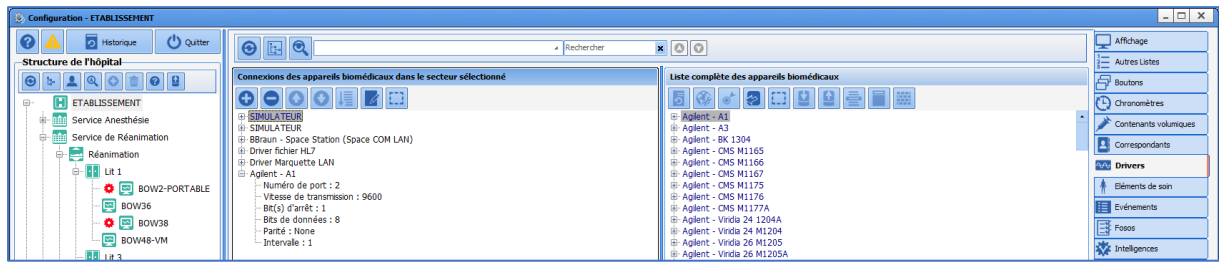 Configuration - ETABLISSEMENT
Historique
Quitter
Structure de l'hôpital
ETABLISSEMENT
Service Anesthésie
Service de Réanimation
Réanimation
Lit 1
BOW2-PORTABLE
BOW36
BOW38
BOW48-VM
Lit 3
Rechercher
Connexions des appareils biomédicaux dans le secteur sélectionné
SIMULATEUR
SIMULATEUR
BBraun - Space Station (Space COM LAN)
Driver fichier HL7
Driver Marquette LAN
Agilent - A1
Numéro de port : 2
Vitesse de transmission : 9600
Bit(s) d'arrêt : 1
Bits de données : 8
Parité : None
Intervalle : 1
Liste complète des appareils biomédicaux
Agilent - A1
Agilent - A3
Agilent - BK 1304
Agilent - CMS M1165
Agilent - CMS M1166
Agilent - CMS M1167
Agilent - CMS M1175
Agilent - CMS M1176
Agilent - CMS M1177A
Agilent - Viridia 24 1204A
Agilent - Viridia 24 M1204
Agilent - Viridia 26 M1205
Agilent - Viridia 26 M1205A
Affichage
Autres Listes
Boutons
Chronomètres
Contenants volumiques
Correspondants
Drivers
Eléments de soin
Evénements
Fosos
Intelligences